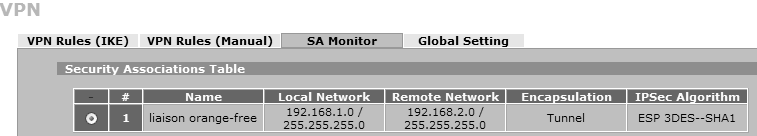 VPN
VPN Rules (IKE) VPN Rules (Manual) SA Monitor Global Setting
Security Associations Table
- # Name Local Network Remote Network Encapsulation IPSec Algorithm
1 liaison orange-free 192.168.1.0 / 192.168.2.0 / Tunnel ESP 3DES--SHA1
255.255.255.0 255.255.255.0